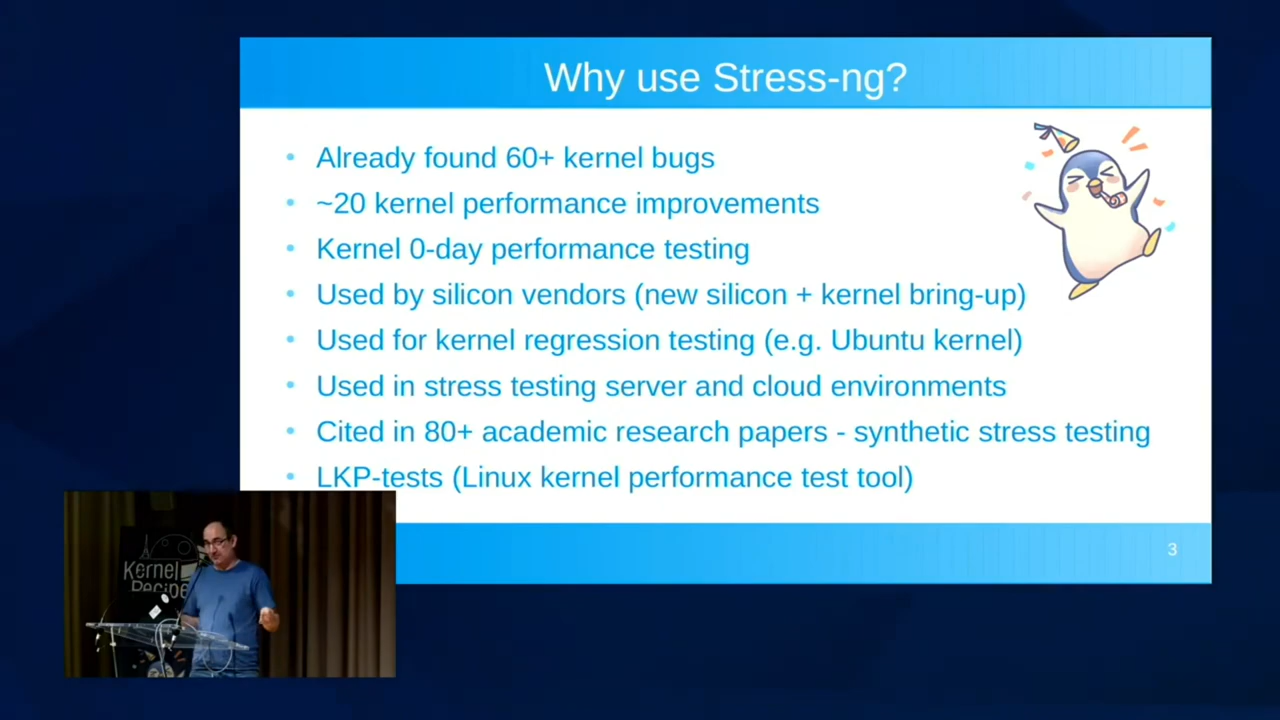 Why use Stress-ng?
• Already found 60+ kernel bugs
• ~20 kernel performance improvements
• Kernel 0-day performance testing
• Used by silicon vendors (new silicon + kernel bring-up)
• Used for kernel regression testing (e.g. Ubuntu kernel)
• Used in stress testing server and cloud environments
• Cited in 80+ academic research papers - synthetic stress testing
• LKP-tests (Linux kernel performance test tool)
3
Kernel
Recipe